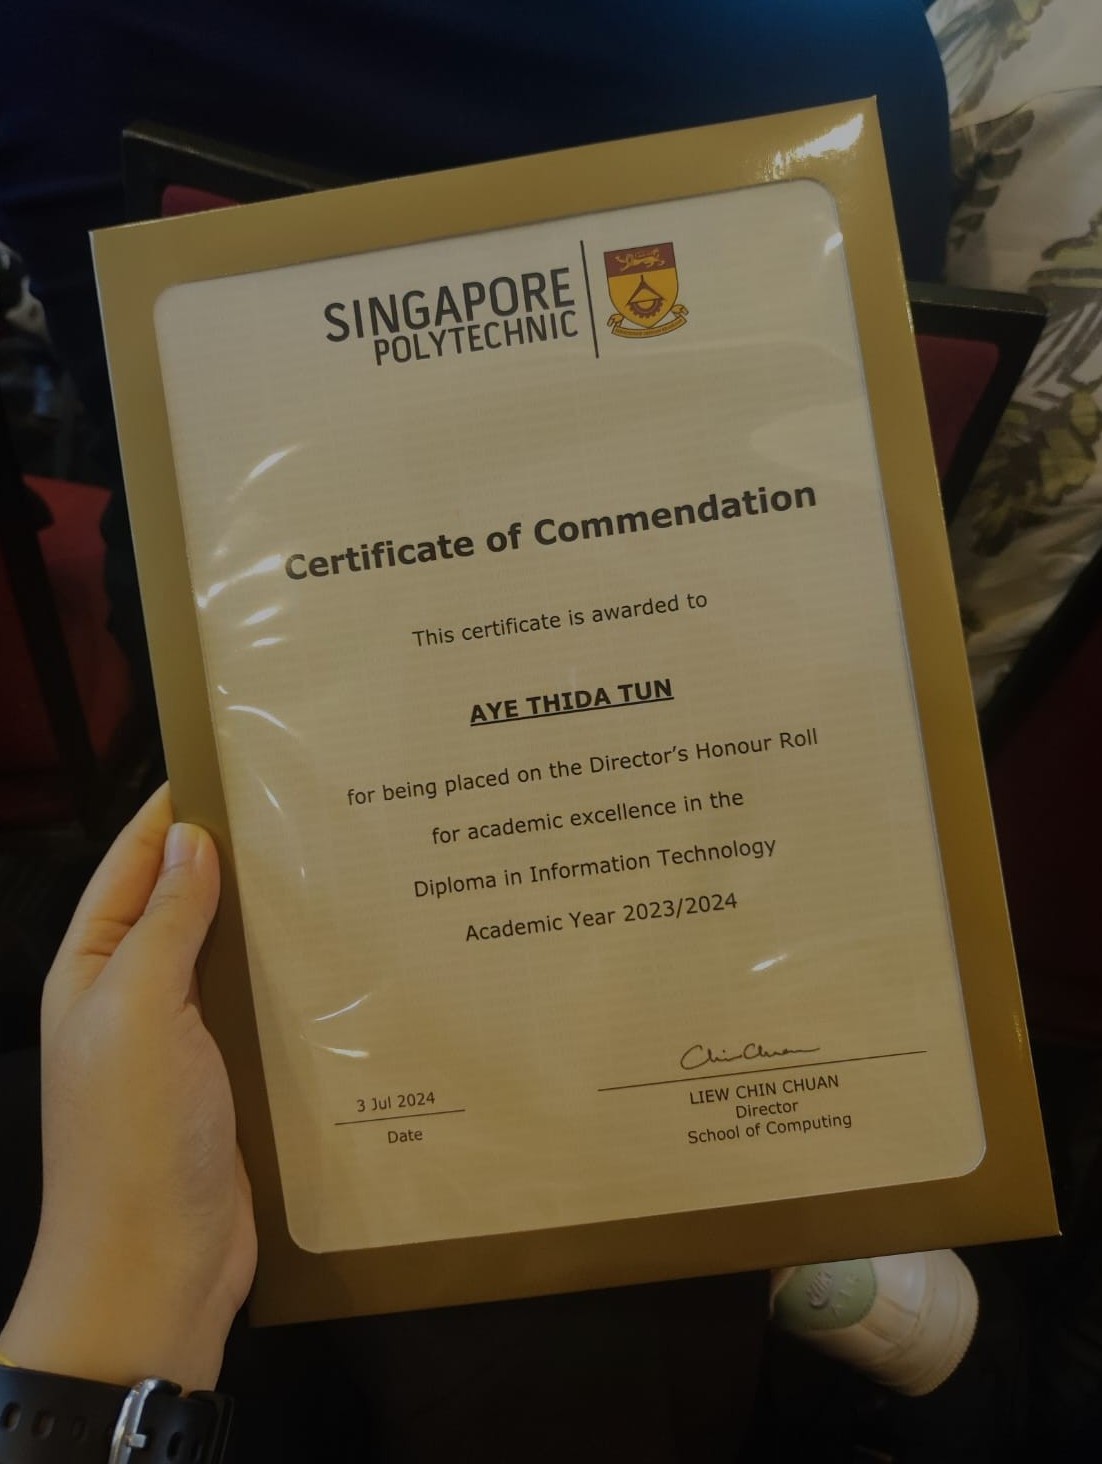 SINGAPORE
POLYTECHNIC
Certificate of Commendation
This certificate is awarded to
AYE THIDA TUN
for being placed on the Director's Honour Roll
for academic excellence in the
Diploma in Information Technology
Academic Year 2023/2024
3 Jul 2024
Date
Chin Chuan
LIEW CHIN CHUAN
Director
School of Computing
AIR